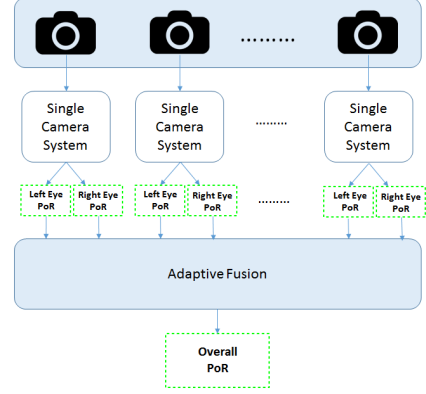 ………
Single Single Single
Camera Camera ……… Camera
System System System
Left Eye Right Eye Left Eye Right Eye Left Eye Right Eye
PoR PoR PoR PoR ……… PoR PoR
Adaptive Fusion
Overall
PoR